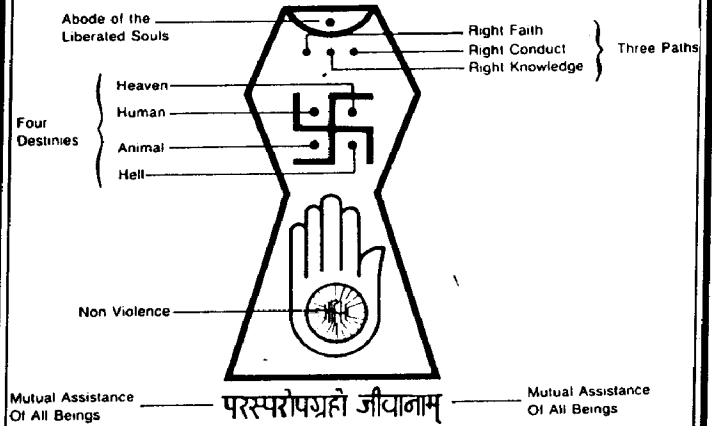 Abode of the
Liberated Souls
Right Faith
Right Conduct
Right Knowledge
Three Paths
Four
Destinies
Heaven
Human
Animal
Hell
Non Violence
Mutual Assistance
Of All Beings
परस्परोपग्रहो जीवानाम्
Mutual Assistance
Of All Beings